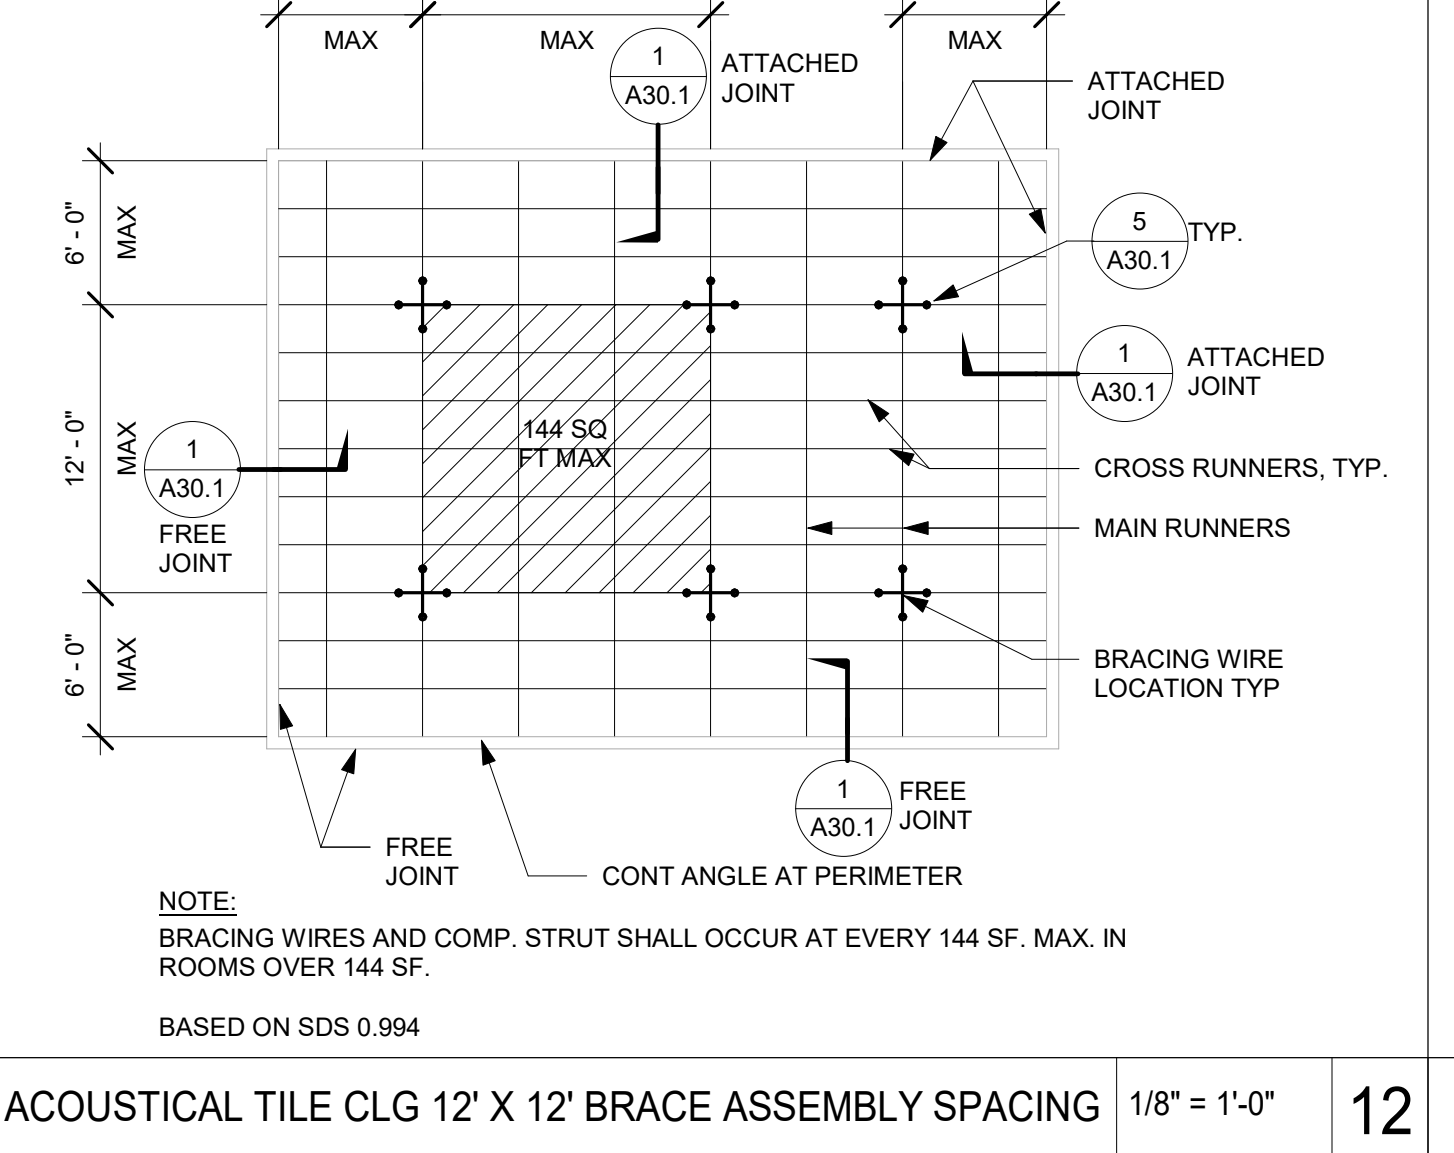 MAX
MAX
MAX
1
A30.1
ATTACHED
JOINT
ATTACHED
JOINT
6' - 0"
MAX
5
A30.1
TYP.
1
A30.1
ATTACHED
JOINT
12' - 0"
MAX
144 SQ
FT MAX
1
A30.1
FREE
JOINT
CROSS RUNNERS, TYP.
MAIN RUNNERS
6' - 0"
MAX
BRACING WIRE
LOCATION TYP
1
A30.1
FREE
JOINT
FREE
JOINT
CONT ANGLE AT PERIMETER
NOTE:
BRACING WIRES AND COMP. STRUT SHALL OCCUR AT EVERY 144 SF. MAX. IN
ROOMS OVER 144 SF.
BASED ON SDS 0.994
ACOUSTICAL TILE CLG 12' X 12' BRACE ASSEMBLY SPACING
1/8" = 1'-0"
12